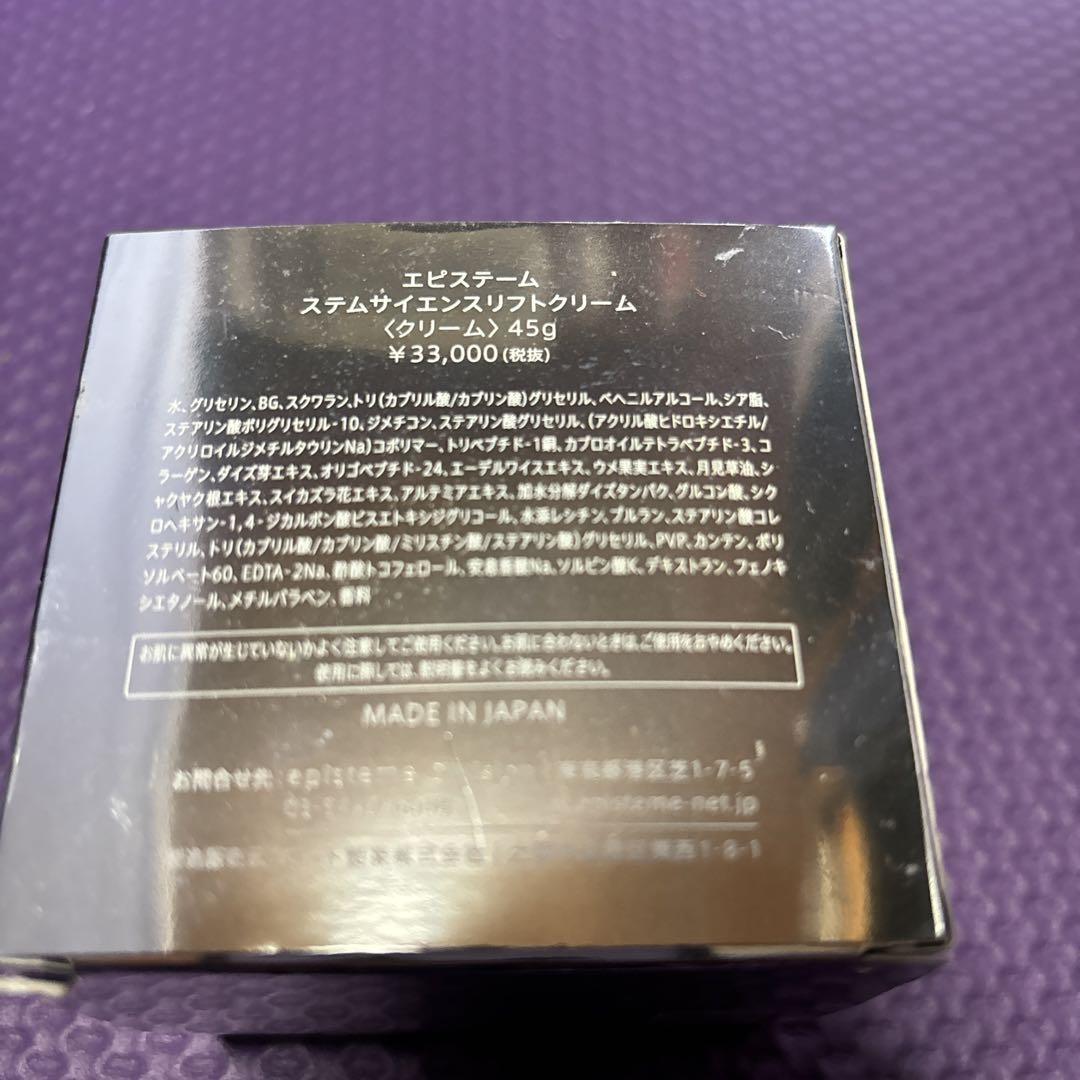 エピステーム
ステムサイエンスリフトクリーム
〈クリーム〉45g
￥33,000(税抜)
水、グリセリン、BG、スクワラン、トリ(カプリル酸/カプリン酸)グリセリル、ベヘニルアルコール、シア脂、
ステアリン酸ポリグリセリル-10、ジメチコン、ステアリン酸グリセリル、(アクリル酸ヒドロキシエチル/
アクリロイルジメチルタウリンNa)コポリマー、トリペプチド-1銅、カプロオイルテトラペプチド-3、コ
ラーゲン、ダイズ芽エキス、オリゴペプチド-24、エーデルワイスエキス、ウメ果実エキス、月見草油、シ
ャクヤク根エキス、スイカズラ花エキス、アルテミアエキス、加水分解ダイズタンパク、グルコン酸、シク
ロヘキサン-1,4-ジカルボン酸ビスエトキシジグリコール、水添レシチン、プルラン、ステアリン酸コレ
ステリル、トリ(カプリル酸/カプリン酸/ミリスチン酸/ステアリン酸)グリセリル、PVP、カンテン、ポリ
ソルベート60、EDTA-2Na、酢酸トコフェロール、安息香酸Na、ソルビン酸K、デキストラン、フェノキ
シエタノール、メチルパラベン、香料
お肌に異常が生じていないかよく注意してご使用ください。お肌に合わないときは、ご使用をおやめください。
使用に際しては、説明書をよくお読みください。
MADE IN JAPAN
お問合せ先 episteme 東京都港区芝1-7-5
episteme-net.jp
1-8-1